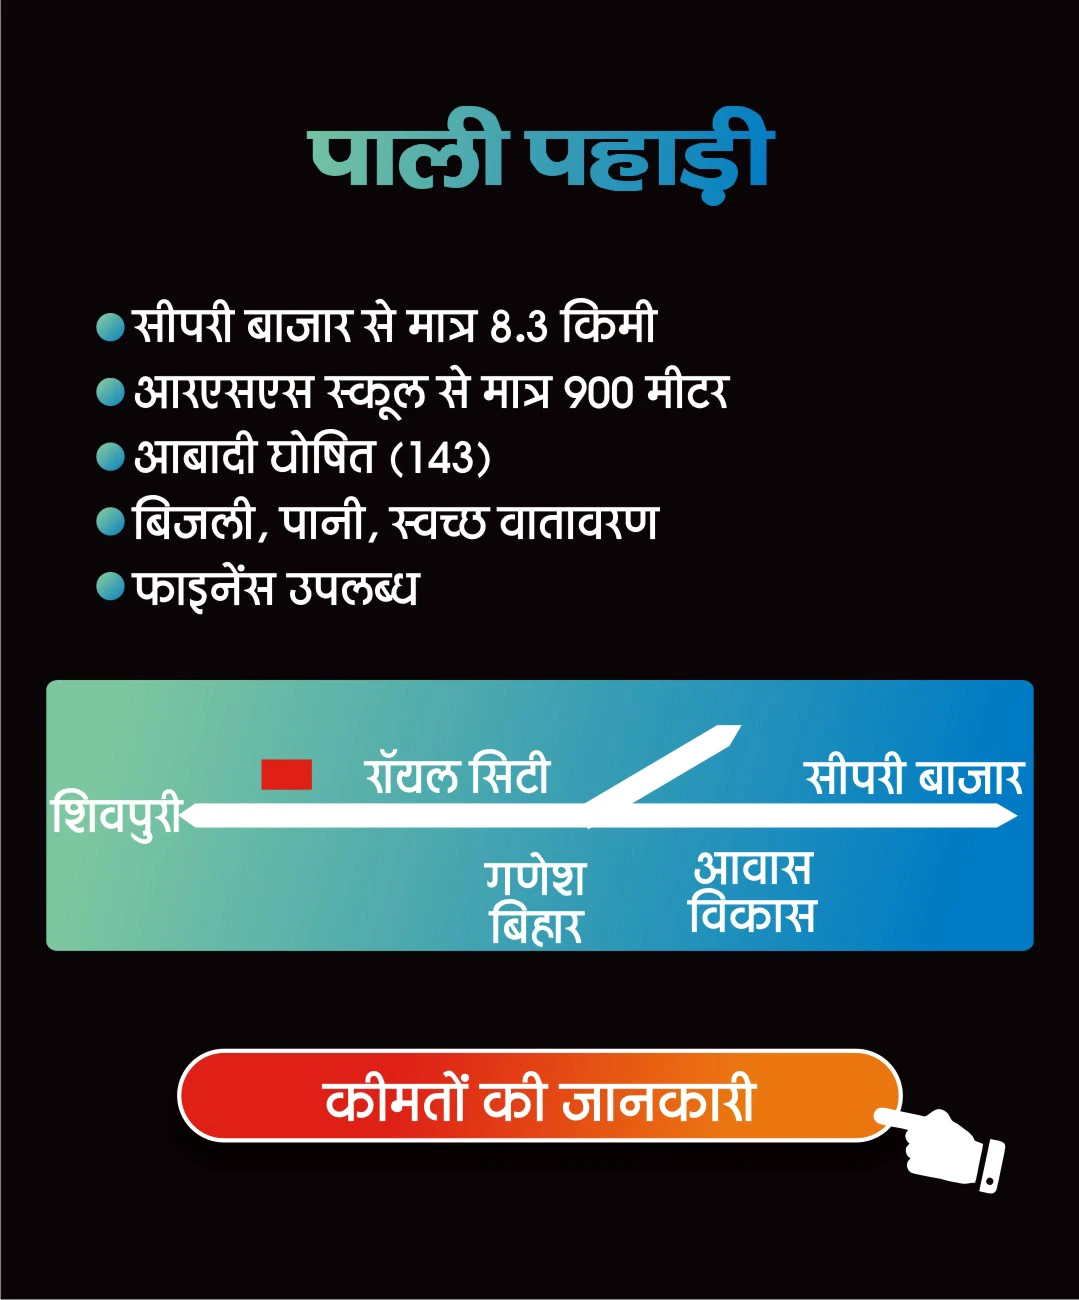 पाली पहाड़ी
सीपरी बाजार से मात्र 8.3 किमी
आरएसएस स्कूल से मात्र 900 मीटर
आबादी घोषित (143)
बिजली, पानी, स्वच्छ वातावरण
फाइनेंस उपलब्ध
रॉयल सिटी
सीपरी बाजार
शिवपुरी
गणेश
बिहार
आवास
विकास
कीमतों की जानकारी